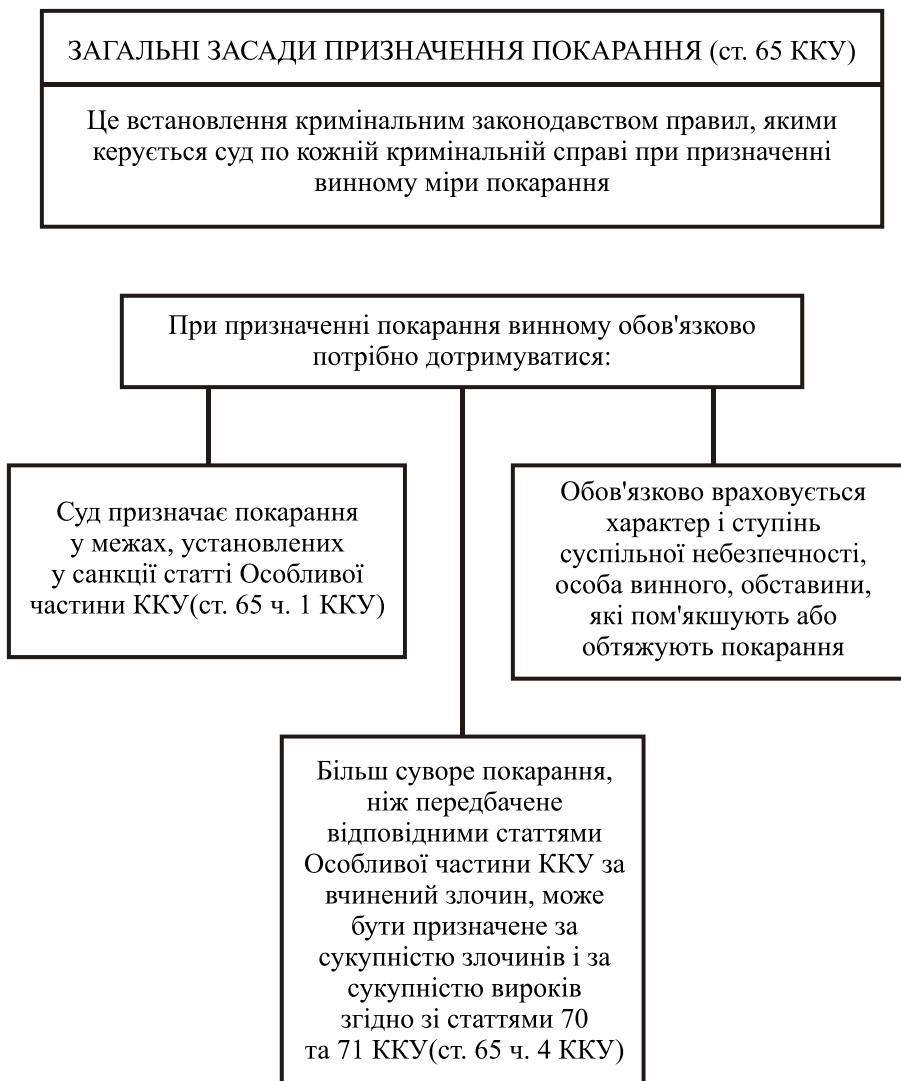 ЗАГАЛЬНІ ЗАСАДИ ПРИЗНАЧЕННЯ ПОКАРАННЯ (ст. 65 ККУ)
Це встановлення кримінальним законодавством правил, якими
керується суд по кожній кримінальній справі при призначенні
винному міри покарання
При призначенні покарання винному обов'язково
потрібно дотримуватися:
Суд призначає покарання
у межах, установлених
у санкції статті Особливої
частини ККУ(ст. 65 ч. 1 ККУ)
Обов'язково враховується
характер і ступінь
суспільної небезпечності,
особа винного, обставини,
які пом'якшують або
обтяжують покарання
Більш суворе покарання,
ніж передбачене
відповідними статтями
Особливої частини ККУ за
вчинений злочин, може
бути призначене за
сукупністю злочинів і за
сукупністю вироків
згідно зі статтями 70
та 71 ККУ(ст. 65 ч. 4 ККУ)